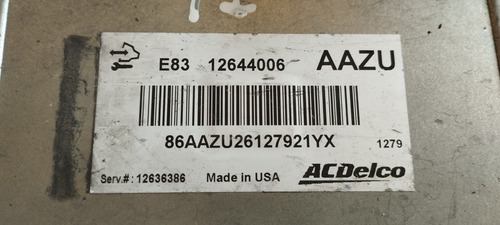 E83 12644006 AAZU
86AAZU26127921YX 1279
Serv.#: 12636386 Made in USA ACDelco